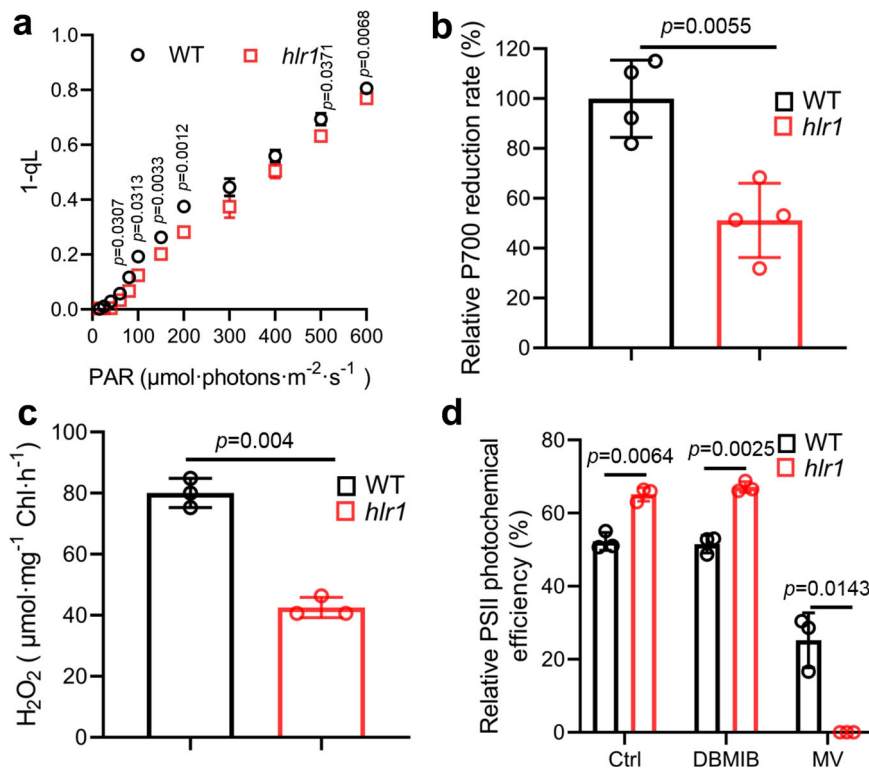 a
1.0
0.8
0.6
0.4
0.2
0.0
1-qL
WT
hlr1
p=0.0307
p=0.0313
p=0.0033
p=0.0012
p=0.0371
p=0.0068
0 100 200 300 400 500 600
PAR (μmol·photons·m⁻²·s⁻¹ )
b
p=0.0055
120
100
80
60
40
20
0
Relative P700 reduction rate (%)
WT
hlr1
c
p=0.004
100
80
60
40
20
0
H₂O₂ ( μmol·mg⁻¹ Chl·h⁻¹)
WT
hlr1
d
80
60
40
20
0
Relative PSII photochemical
efficiency (%)
p=0.0064
p=0.0025
p=0.0143
WT
hlr1
Ctrl DBMIB MV